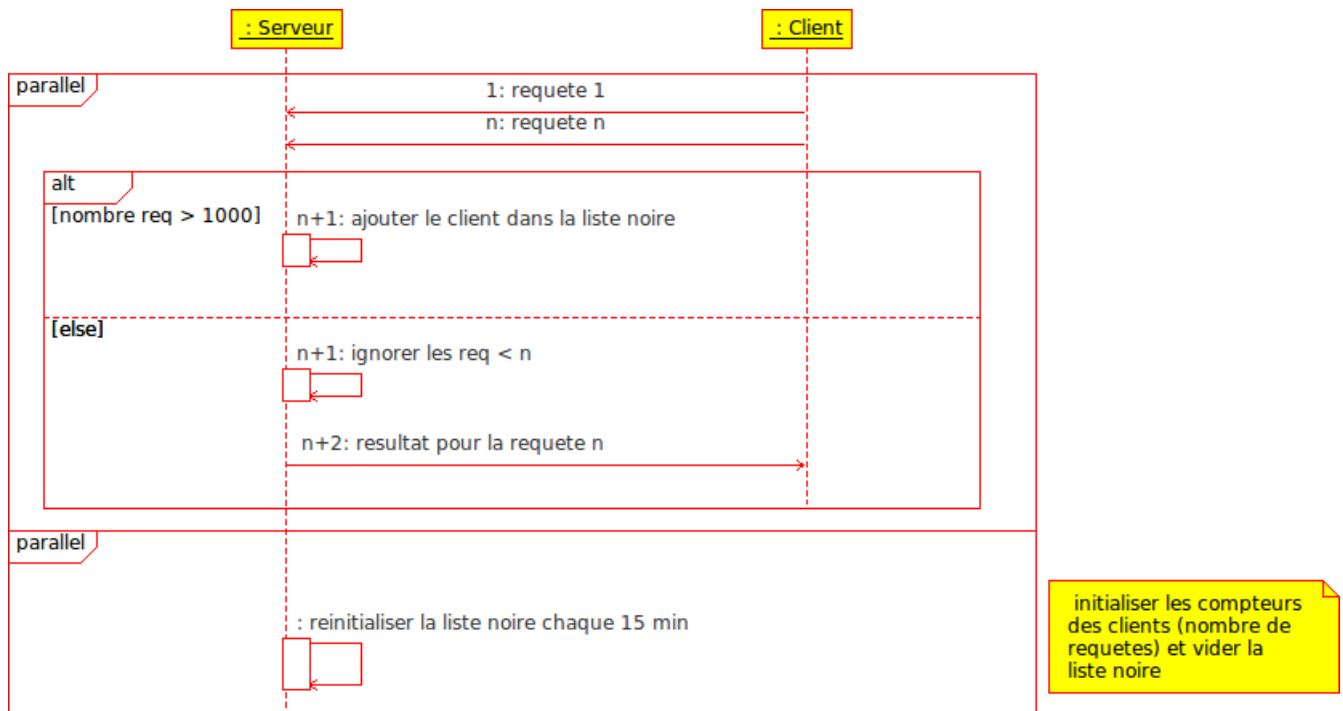 : Serveur
: Client
parallel
1: requete 1
n: requete n
alt
[nombre req > 1000]
n+1: ajouter le client dans la liste noire
[else]
n+1: ignorer les req < n
n+2: resultat pour la requete n
parallel
: reinitialiser la liste noire chaque 15 min
initialiser les compteurs
des clients (nombre de
requetes) et vider la
liste noire